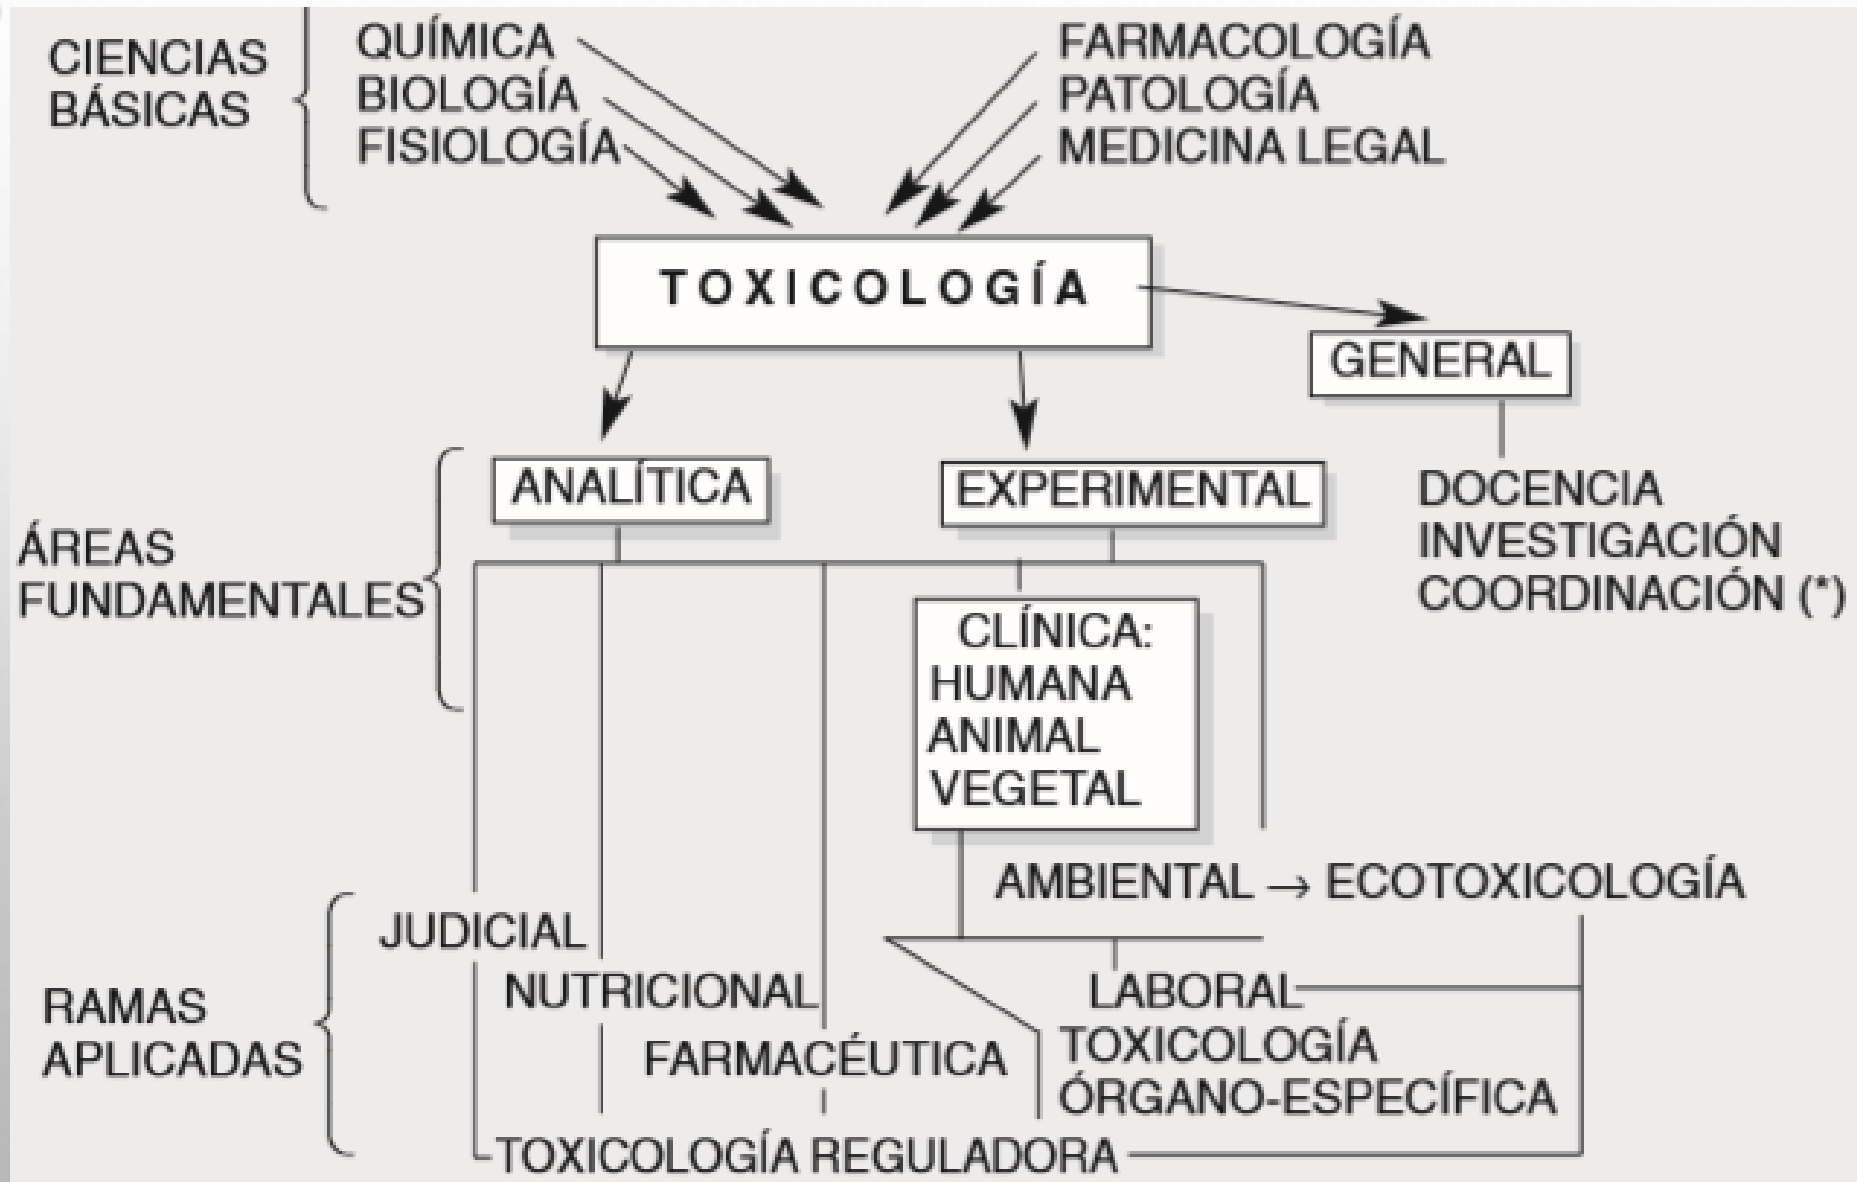 CIENCIAS
BÁSICAS
QUÍMICA
BIOLOGÍA
FISIOLOGÍA
FARMACOLOGÍA
PATOLOGÍA
MEDICINA LEGAL
TOXICOLOGÍA
GENERAL
DOCENCIA
INVESTIGACIÓN
COORDINACIÓN (*)
ÁREAS
FUNDAMENTALES
ANALÍTICA
EXPERIMENTAL
CLÍNICA:
HUMANA
ANIMAL
VEGETAL
AMBIENTAL → ECOTOXICOLOGÍA
RAMAS
APLICADAS
JUDICIAL
NUTRICIONAL
FARMACÉUTICA
LABORAL
TOXICOLOGÍA
ÓRGANO-ESPECÍFICA
TOXICOLOGÍA REGULADORA